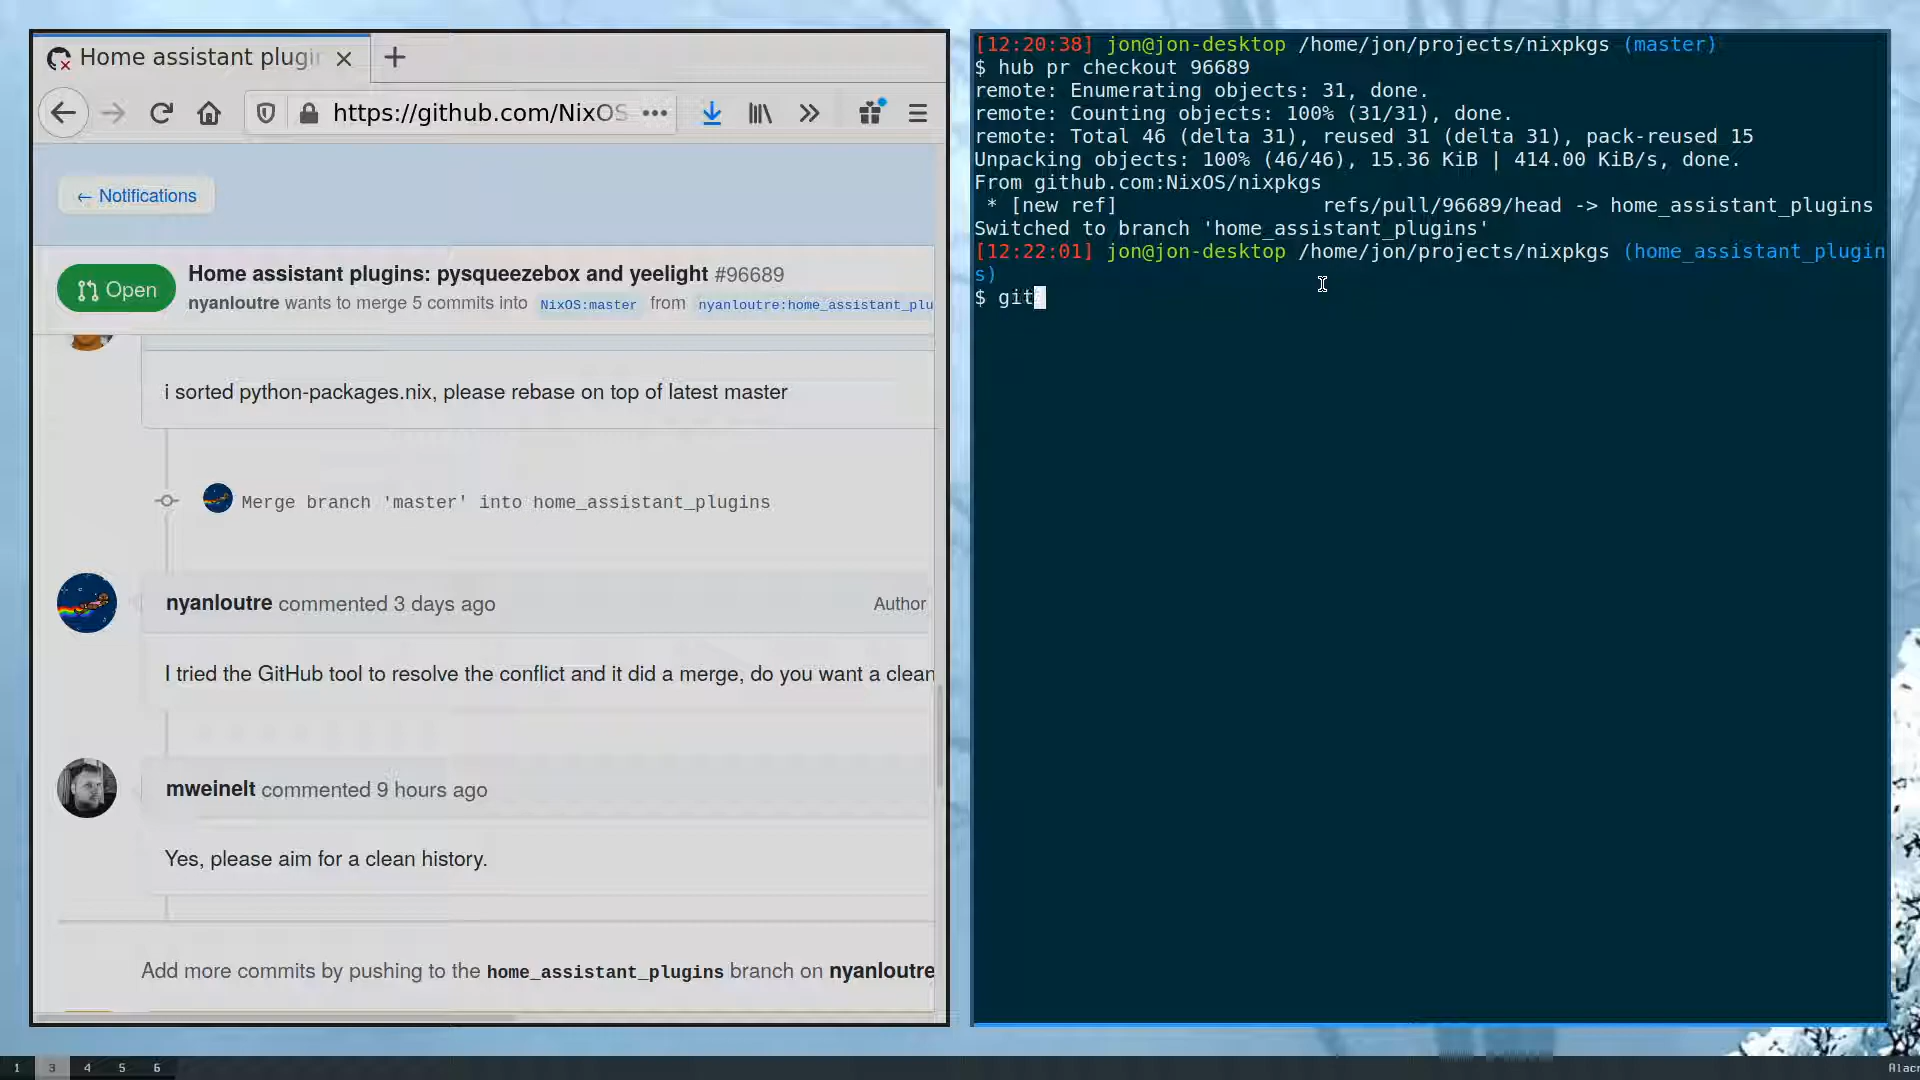 Home assistant plugin
https://github.com/NixOS
← Notifications
Open
Home assistant plugins: pysqueezebox and yeelight #96689
nyanloutre wants to merge 5 commits into NixOS:master from nyanloutre:home_assistant_plu
i sorted python-packages.nix, please rebase on top of latest master
Merge branch 'master' into home_assistant_plugins
nyanloutre commented 3 days ago
Author
I tried the GitHub tool to resolve the conflict and it did a merge, do you want a clean
mweinelt commented 9 hours ago
Yes, please aim for a clean history.
Add more commits by pushing to the home_assistant_plugins branch on nyanloutre
[12:20:38] jon@jon-desktop /home/jon/projects/nixpkgs (master)
$ hub pr checkout 96689
remote: Enumerating objects: 31, done.
remote: Counting objects: 100% (31/31), done.
remote: Total 46 (delta 31), reused 31 (delta 31), pack-reused 15
Unpacking objects: 100% (46/46), 15.36 KiB | 414.00 KiB/s, done.
From github.com:NixOS/nixpkgs
 * [new ref]                 refs/pull/96689/head -> home_assistant_plugins
Switched to branch 'home_assistant_plugins'
[12:22:01] jon@jon-desktop /home/jon/projects/nixpkgs (home_assistant_plugin
s)
$ git
1 3 4 5 6
Alacr